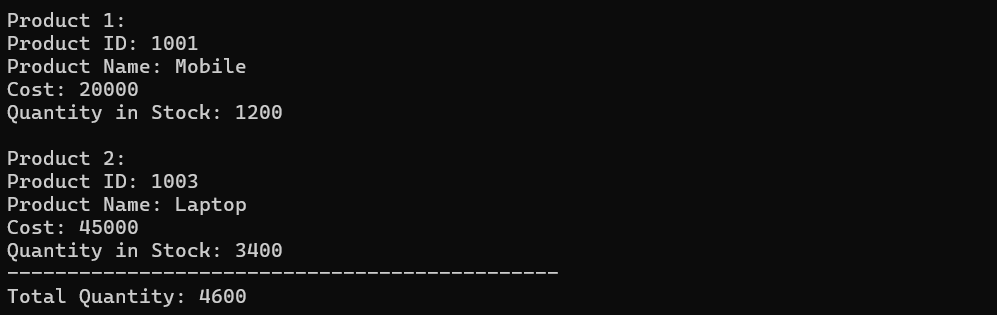 Product 1:
Product ID: 1001
Product Name: Mobile
Cost: 20000
Quantity in Stock: 1200
Product 2:
Product ID: 1003
Product Name: Laptop
Cost: 45000
Quantity in Stock: 3400
----------------------------------------------
Total Quantity: 4600